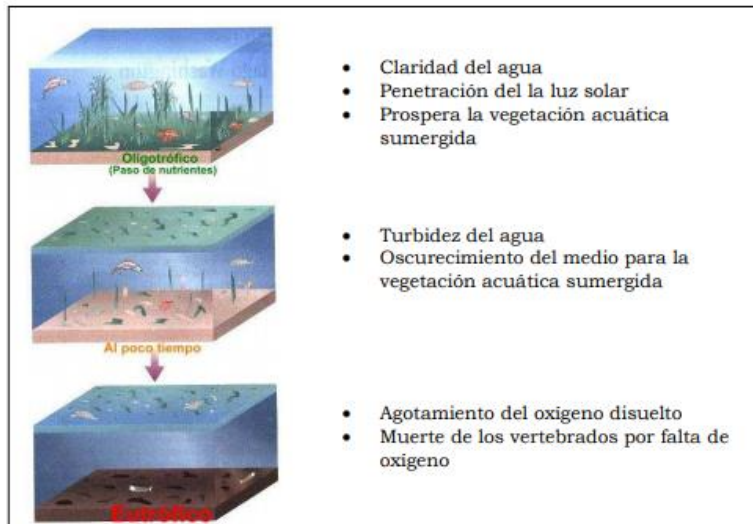 • Claridad del agua
• Penetración del la luz solar
• Prospera la vegetación acuática
sumergida
Oligotrófico
(Paso de nutrientes)
• Turbidez del agua
• Oscurecimiento del medio para la
vegetación acuática sumergida
Al poco tiempo
• Agotamiento del oxigeno disuelto
• Muerte de los vertebrados por falta de
oxigeno
Eutrófico